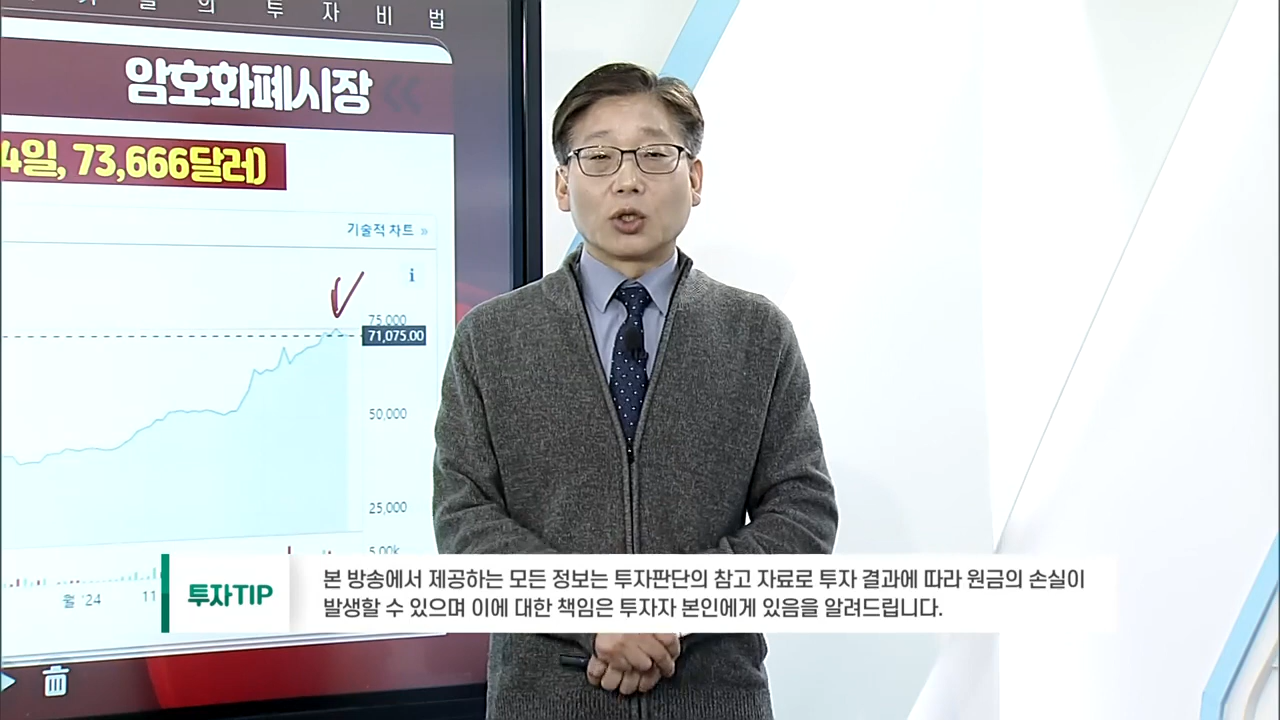 의 투 자 비 법
암호화폐시장
4일, 73,666달러)
기술적 차트 »
i
75,000
71,075.00
50,000
25,000
5.00k
월 '24
11
투자TIP
본 방송에서 제공하는 모든 정보는 투자판단의 참고 자료로 투자 결과에 따라 원금의 손실이
발생할 수 있으며 이에 대한 책임은 투자자 본인에게 있음을 알려드립니다.